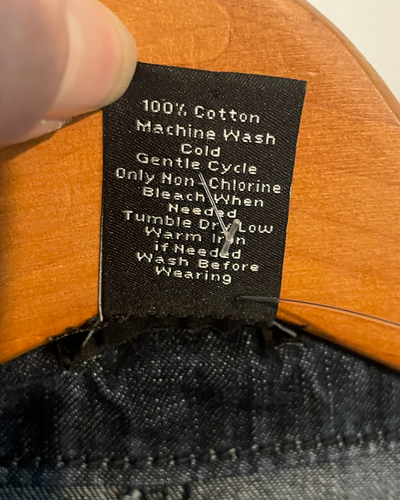 100% Cotton
Machine Wash
Cold
Gentle Cycle
Only Non-Chlorine
Bleach When
Needed
Tumble Dry Low
Warm Iron
if Needed
Wash Before
Wearing